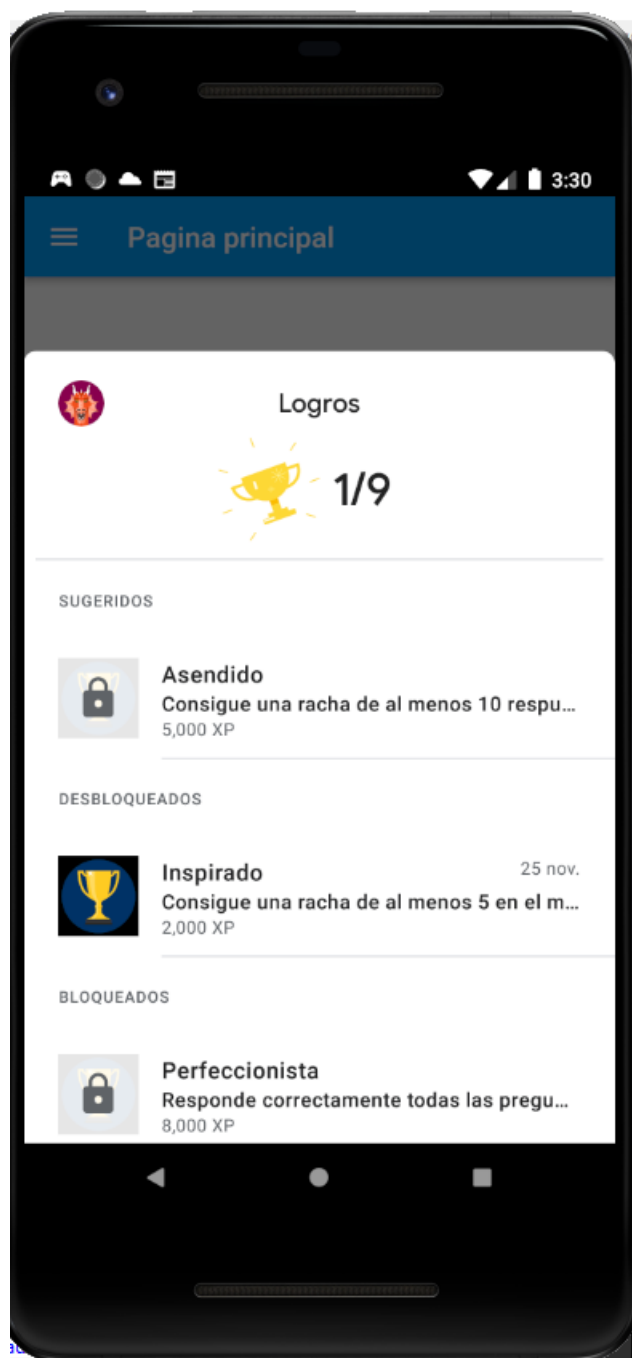 3:30
Pagina principal
Logros
1/9
SUGERIDOS
Asendido
Consigue una racha de al menos 10 respu...
5,000 XP
DESBLOQUEADOS
Inspirado 25 nov.
Consigue una racha de al menos 5 en el m...
2,000 XP
BLOQUEADOS
Perfeccionista
Responde correctamente todas las pregu...
8,000 XP